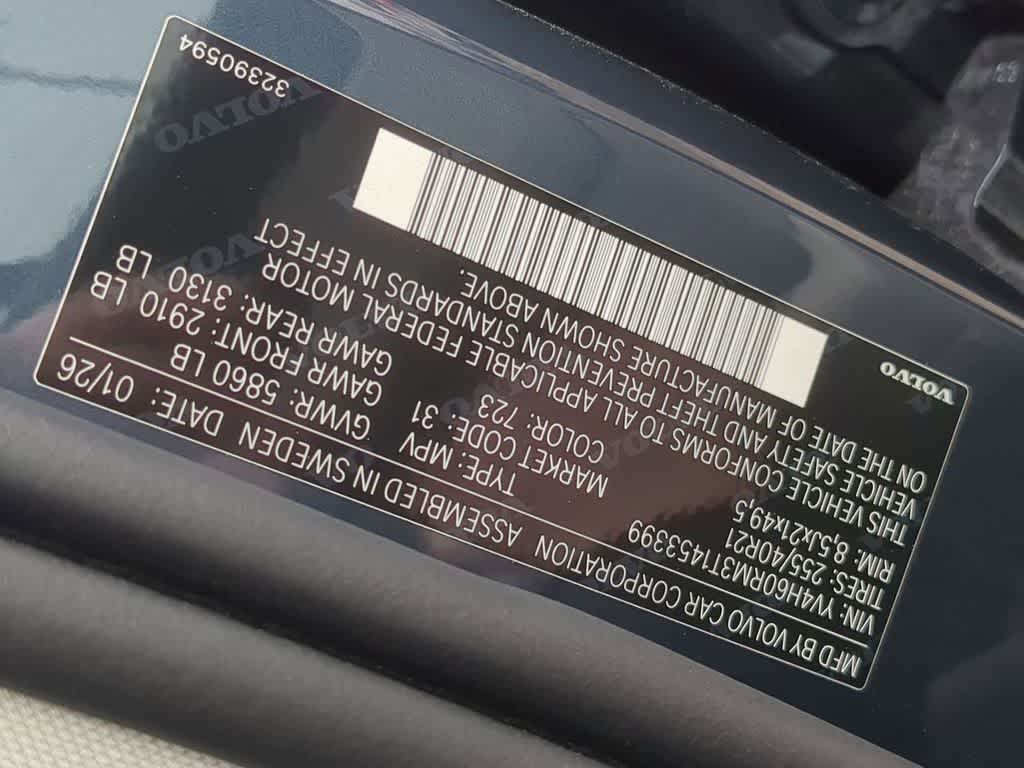 MFD BY VOLVO CAR CORPORATION ASSEMBLED IN SWEDEN DATE: 01/26
VIN: YV4H60RM3T1453399
TIRES: 255/40R21
RIM: 8,5Jx21x49,5
TYPE: MPV
MARKET CODE: 31
COLOR: 723
GVWR: 5860 LB
GAWR FRONT: 2910 LB
GAWR REAR: 3130 LB
THIS VEHICLE CONFORMS TO ALL APPLICABLE FEDERAL MOTOR
VEHICLE SAFETY AND THEFT PREVENTION STANDARDS IN EFFECT
ON THE DATE OF MANUFACTURE SHOWN ABOVE.
VOLVO
32390594